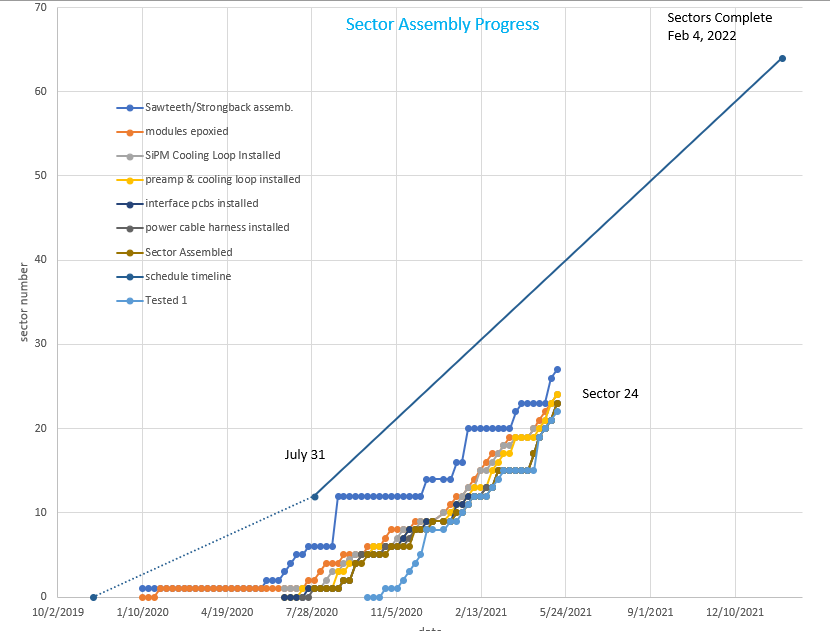 Sector Assembly Progress
Sectors Complete
Feb 4, 2022
70
60
50
40
30
20
10
0
sector number
Sawteeth/Strongback assemb.
modules epoxied
SiPM Cooling Loop Installed
preamp & cooling loop installed
interface pcbs installed
power cable harness installed
Sector Assembled
schedule timeline
Tested 1
Sector 24
July 31
10/2/2019
1/10/2020
4/19/2020
7/28/2020
11/5/2020
2/13/2021
5/24/2021
9/1/2021
12/10/2021